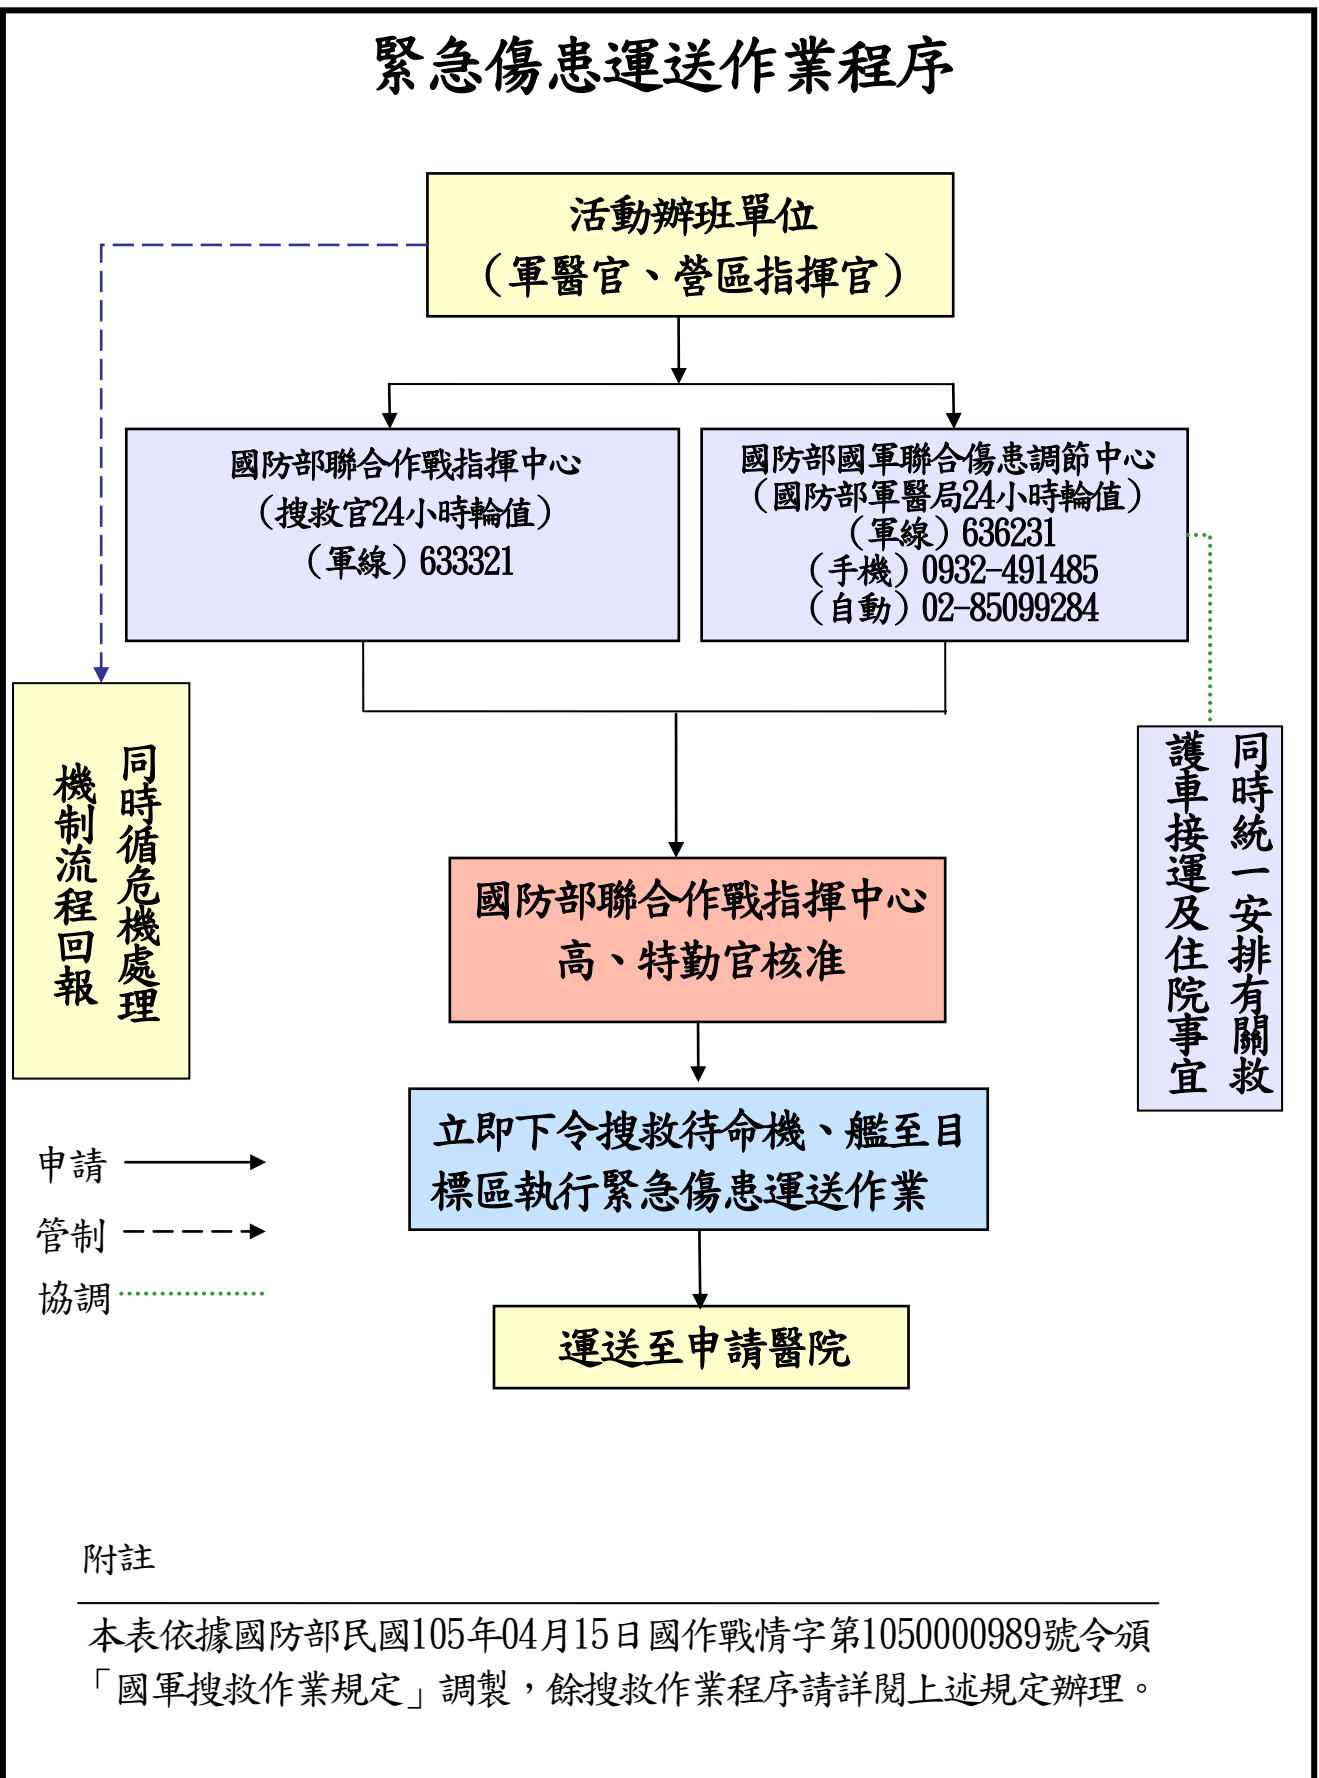 緊急傷患運送作業程序
活動辦班單位
（軍醫官、營區指揮官）
國防部聯合作戰指揮中心
（搜救官24小時輪值）
（軍線）633321
國防部國軍聯合傷患調節中心
（國防部軍醫局24小時輪值）
（軍線）636231
（手機）0932-491485
（自動）02-85099284
同時循危機處理
機制流程回報
同時統一安排有關救
護車接運及住院事宜
國防部聯合作戰指揮中心
高、特勤官核准
立即下令搜救待命機、艦至目
標區執行緊急傷患運送作業
運送至申請醫院
申請
管制
協調
附註
本表依據國防部民國105年04月15日國作戰情字第1050000989號令頒
「國軍搜救作業規定」調製，餘搜救作業程序請詳閱上述規定辦理。